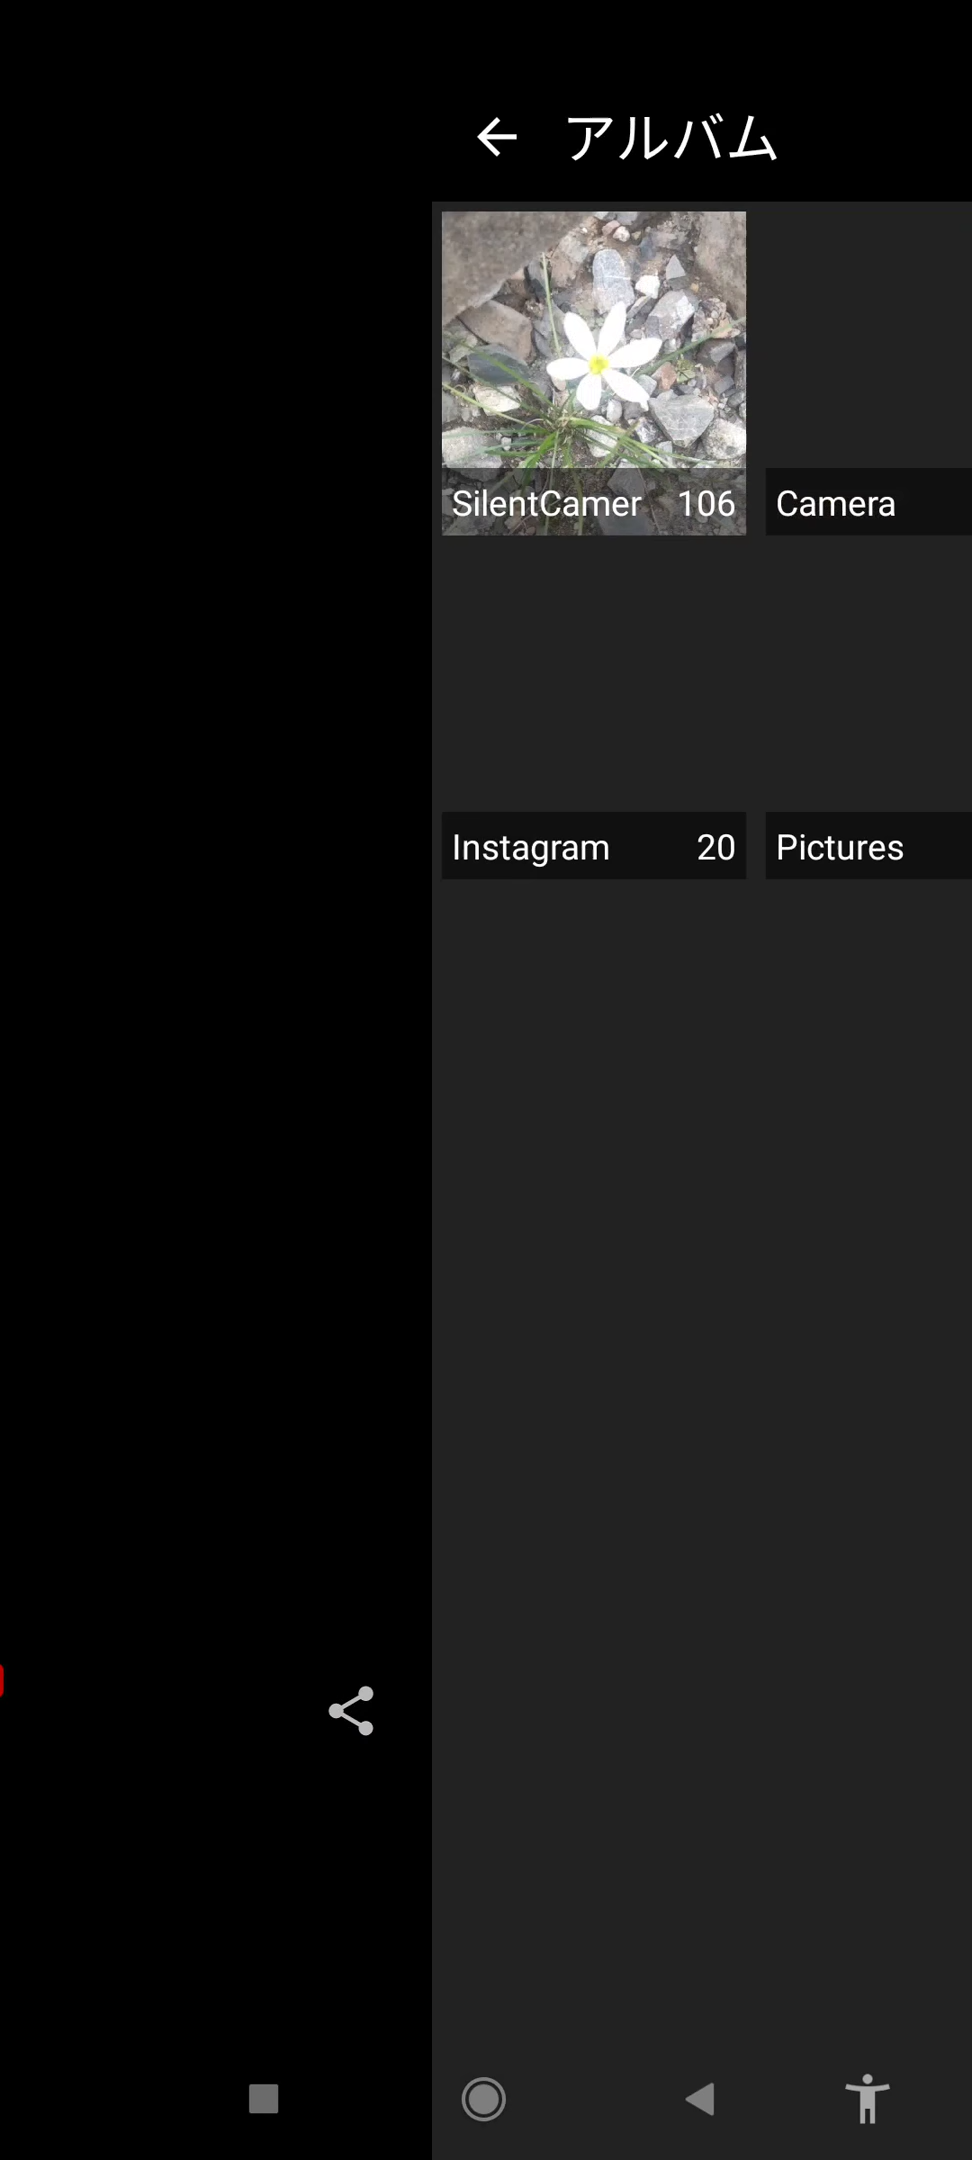 アルバム
SilentCamer 106
Camera
Instagram 20
Pictures